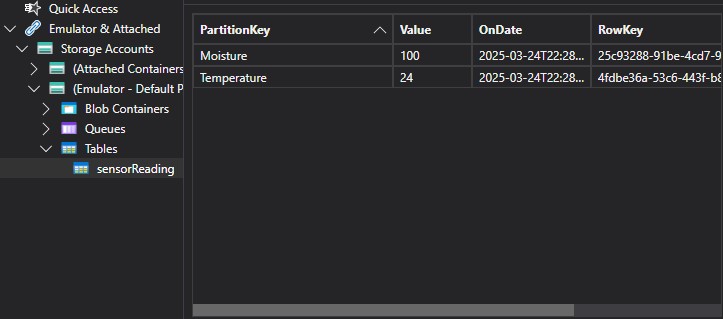 Quick Access
Emulator & Attached
Storage Accounts
(Attached Containers
(Emulator - Default P
Blob Containers
Queues
Tables
sensorReading
PartitionKey Value OnDate RowKey
Moisture 100 2025-03-24T22:28... 25c93288-91be-4cd7-9
Temperature 24 2025-03-24T22:28... 4fdbe36a-53c6-443f-b8